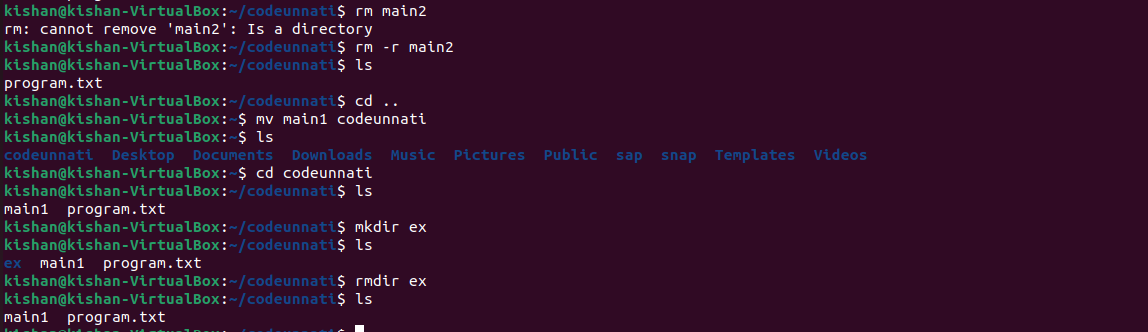 kishan@kishan-VirtualBox:~/codeunnati$ rm main2
rm: cannot remove 'main2': Is a directory
kishan@kishan-VirtualBox:~/codeunnati$ rm -r main2
kishan@kishan-VirtualBox:~/codeunnati$ ls
program.txt
kishan@kishan-VirtualBox:~/codeunnati$ cd ..
kishan@kishan-VirtualBox:~$ mv main1 codeunnati
kishan@kishan-VirtualBox:~$ ls
codeunnati  Desktop  Documents  Downloads  Music  Pictures  Public  sap  snap  Templates  Videos
kishan@kishan-VirtualBox:~$ cd codeunnati
kishan@kishan-VirtualBox:~/codeunnati$ ls
main1  program.txt
kishan@kishan-VirtualBox:~/codeunnati$ mkdir ex
kishan@kishan-VirtualBox:~/codeunnati$ ls
ex  main1  program.txt
kishan@kishan-VirtualBox:~/codeunnati$ rmdir ex
kishan@kishan-VirtualBox:~/codeunnati$ ls
main1  program.txt
kishan@kishan-VirtualBox:~/codeunnati$